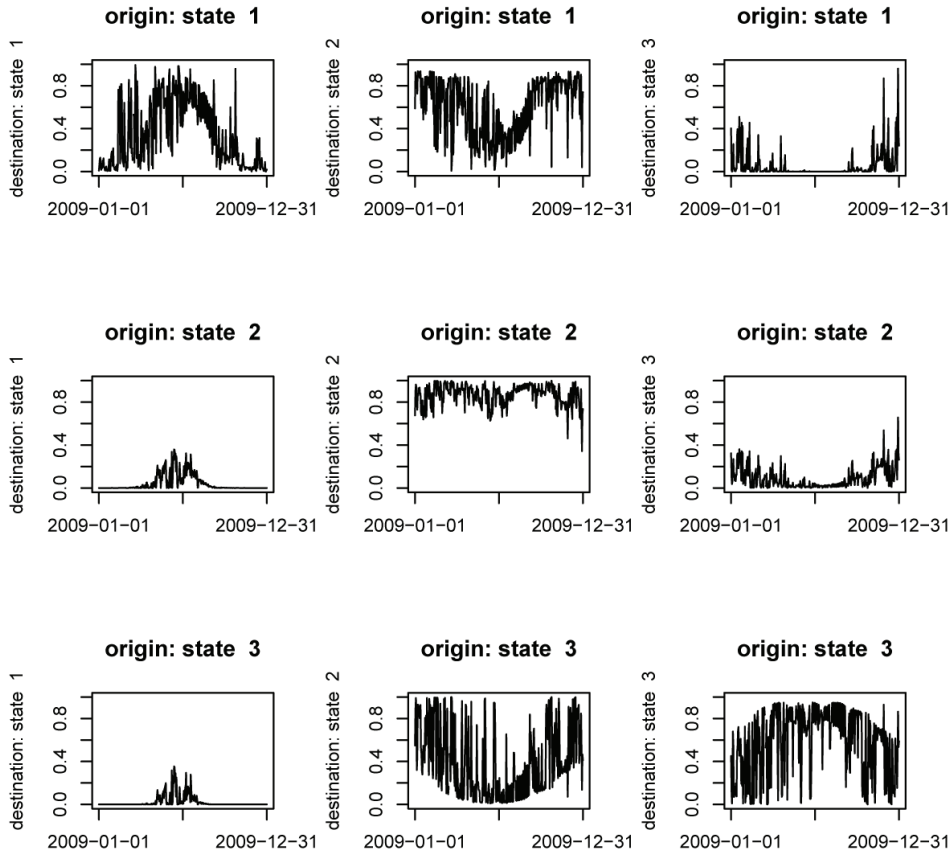 origin: state 1
origin: state 1
origin: state 1
destination: state 1
0.0 0.4 0.8
2009−01−01 2009−12−31
destination: state 2
0.0 0.4 0.8
2009−01−01 2009−12−31
destination: state 3
0.0 0.4 0.8
2009−01−01 2009−12−31
origin: state 2
origin: state 2
origin: state 2
destination: state 1
0.0 0.4 0.8
2009−01−01 2009−12−31
destination: state 2
0.0 0.4 0.8
2009−01−01 2009−12−31
destination: state 3
0.0 0.4 0.8
2009−01−01 2009−12−31
origin: state 3
origin: state 3
origin: state 3
destination: state 1
0.0 0.4 0.8
2009−01−01 2009−12−31
destination: state 2
0.0 0.4 0.8
2009−01−01 2009−12−31
destination: state 3
0.0 0.4 0.8
2009−01−01 2009−12−31